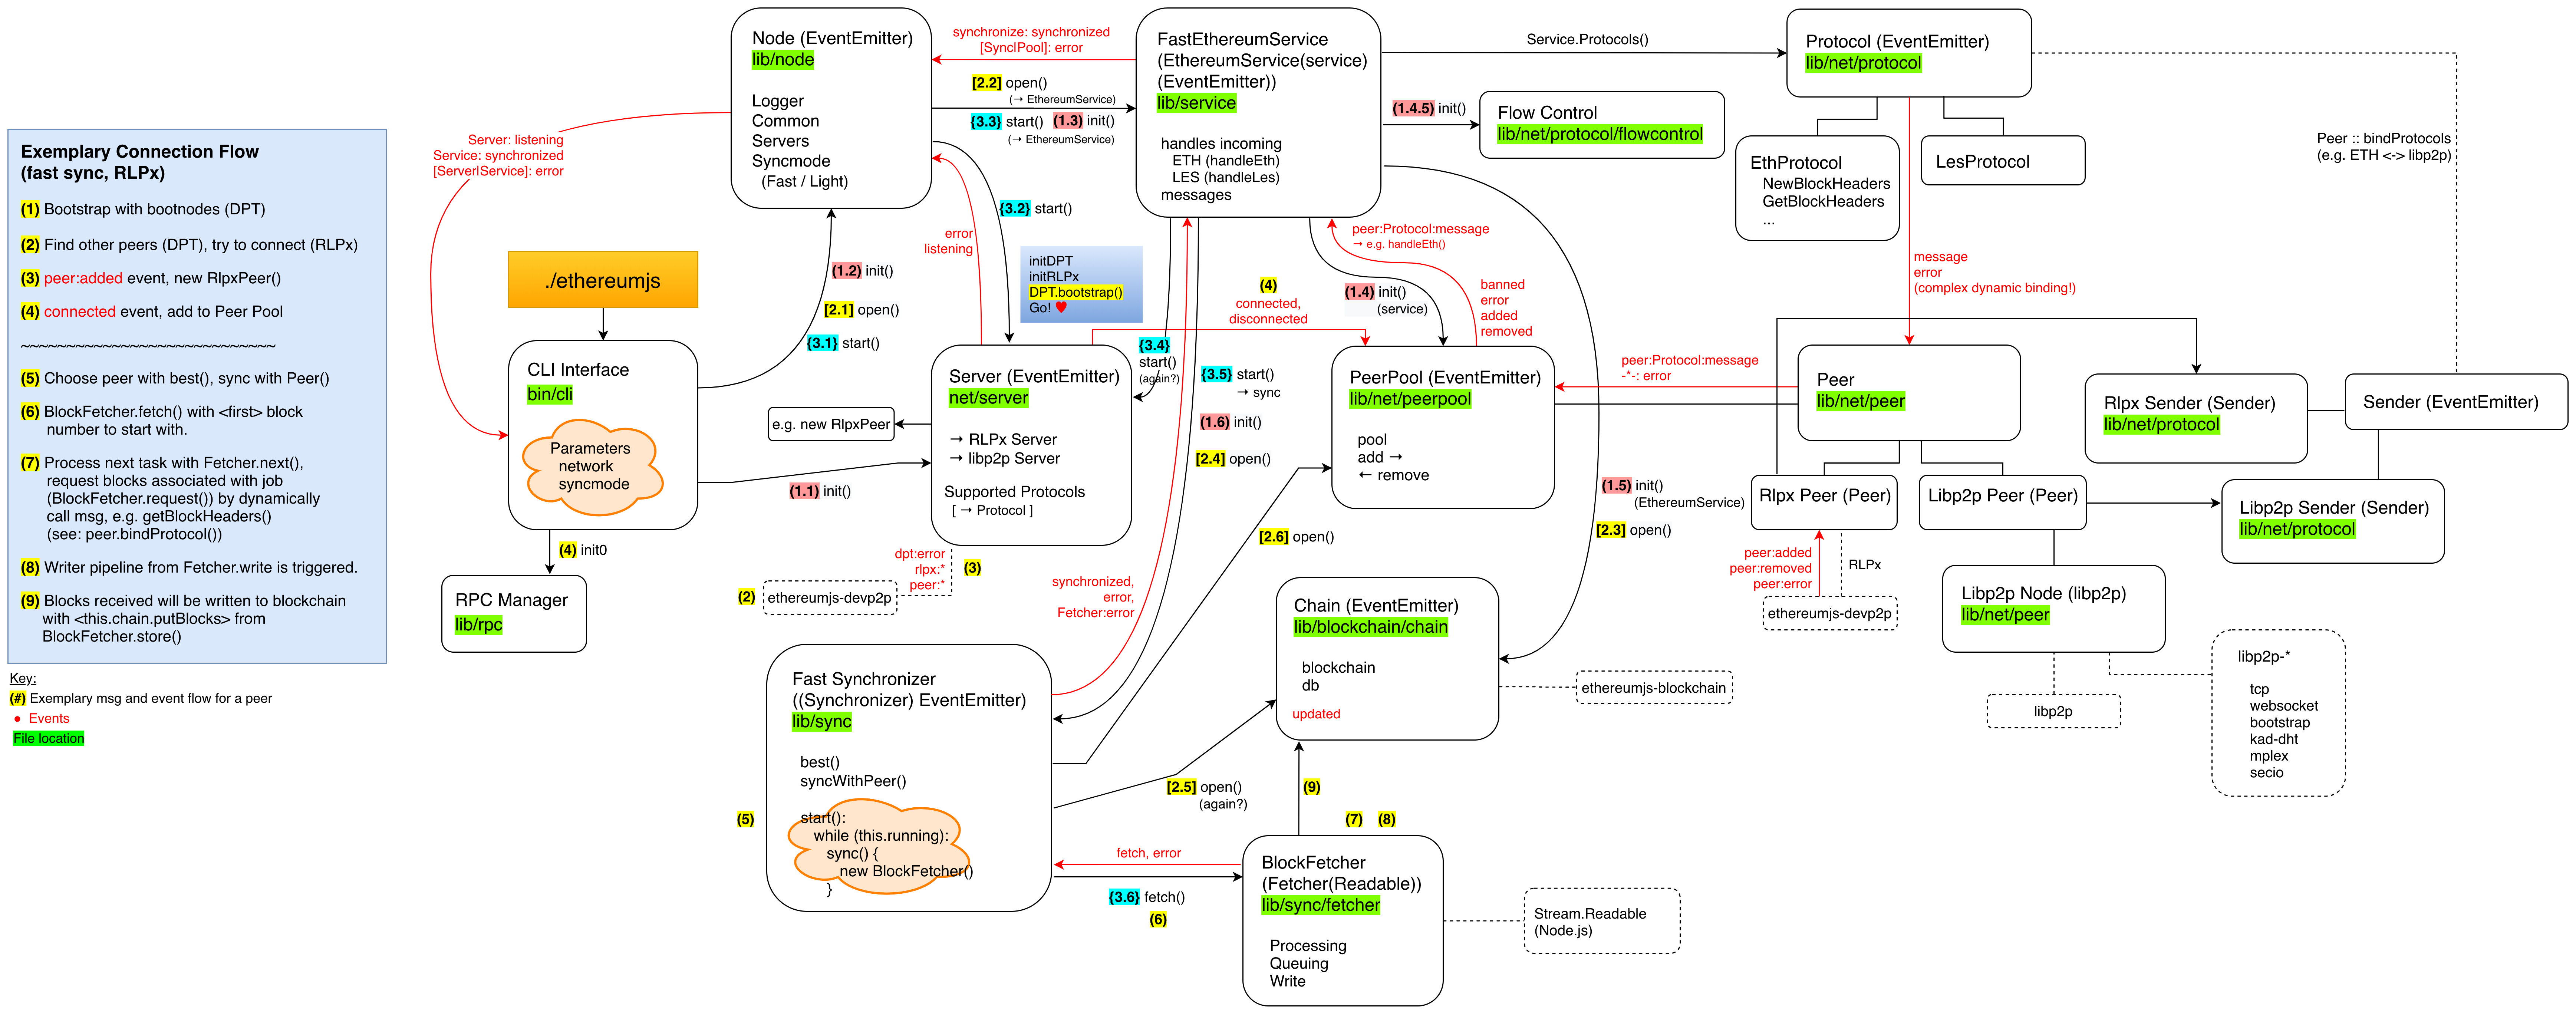 Exemplary Connection Flow
(fast sync, RLPx)
(1) Bootstrap with bootnodes (DPT)
(2) Find other peers (DPT), try to connect (RLPx)
(3) peer:added event, new RlpxPeer()
(4) connected event, add to Peer Pool
~~~~~~~~~~~~~~~~~~~~~~~~~~~~
(5) Choose peer with best(), sync with Peer()
(6) BlockFetcher.fetch() with <first> block
number to start with.
(7) Process next task with Fetcher.next(),
request blocks associated with job
(BlockFetcher.request()) by dynamically
call msg, e.g. getBlockHeaders()
(see: peer.bindProtocol())
(8) Writer pipeline from Fetcher.write is triggered.
(9) Blocks received will be written to blockchain
with <this.chain.putBlocks> from
BlockFetcher.store()
Key:
(#) Exemplary msg and event flow for a peer
● Events
File location
Server: listening
Service: synchronized
[Server|Service]: error
./ethereumjs
CLI Interface
bin/cli
Parameters
network
syncmode
(4) init0
RPC Manager
lib/rpc
Node (EventEmitter)
lib/node
Logger
Common
Servers
Syncmode
(Fast / Light)
(1.2) init()
[2.1] open()
{3.1} start()
(1.1) init()
synchronize: synchronized
[Sync|Pool]: error
[2.2] open()
(→ EthereumService)
{3.3} start() (1.3) init()
(→ EthereumService)
{3.2} start()
error
listening
initDPT
initRLPx
DPT.bootstrap()
Go! ♥
Server (EventEmitter)
net/server
→ RLPx Server
→ libp2p Server
Supported Protocols
[ → Protocol ]
e.g. new RlpxPeer
dpt:error
rlpx:*
peer:*
(3)
(2)
ethereumjs-devp2p
FastEthereumService
(EthereumService(service)
(EventEmitter))
lib/service
handles incoming
ETH (handleEth)
LES (handleLes)
messages
(4)
connected,
disconnected
{3.4}
start()
(again?)
{3.5} start()
→ sync
(1.6) init()
[2.4] open()
[2.6] open()
synchronized,
error,
Fetcher:error
peer:Protocol:message
→ e.g. handleEth()
(1.4) init()
(service)
banned
error
added
removed
PeerPool (EventEmitter)
lib/net/peerpool
pool
add →
← remove
Service.Protocols()
(1.4.5) init()
Flow Control
lib/net/protocol/flowcontrol
(1.5) init()
(EthereumService)
[2.3] open()
Fast Synchronizer
((Synchronizer) EventEmitter)
lib/sync
best()
syncWithPeer()
start():
while (this.running):
sync() {
new BlockFetcher()
}
(5)
Chain (EventEmitter)
lib/blockchain/chain
blockchain
db
updated
ethereumjs-blockchain
[2.5] open()
(again?)
(9)
(7) (8)
fetch, error
{3.6} fetch()
(6)
BlockFetcher
(Fetcher(Readable))
lib/sync/fetcher
Processing
Queuing
Write
Stream.Readable
(Node.js)
Protocol (EventEmitter)
lib/net/protocol
EthProtocol
NewBlockHeaders
GetBlockHeaders
...
LesProtocol
message
error
(complex dynamic binding!)
Peer :: bindProtocols
(e.g. ETH <-> libp2p)
peer:Protocol:message
-*-: error
Peer
lib/net/peer
Rlpx Peer (Peer)
Libp2p Peer (Peer)
peer:added
peer:removed
peer:error
RLPx
ethereumjs-devp2p
Rlpx Sender (Sender)
lib/net/protocol
Sender (EventEmitter)
Libp2p Sender (Sender)
lib/net/protocol
Libp2p Node (libp2p)
lib/net/peer
libp2p
libp2p-*
tcp
websocket
bootstrap
kad-dht
mplex
secio